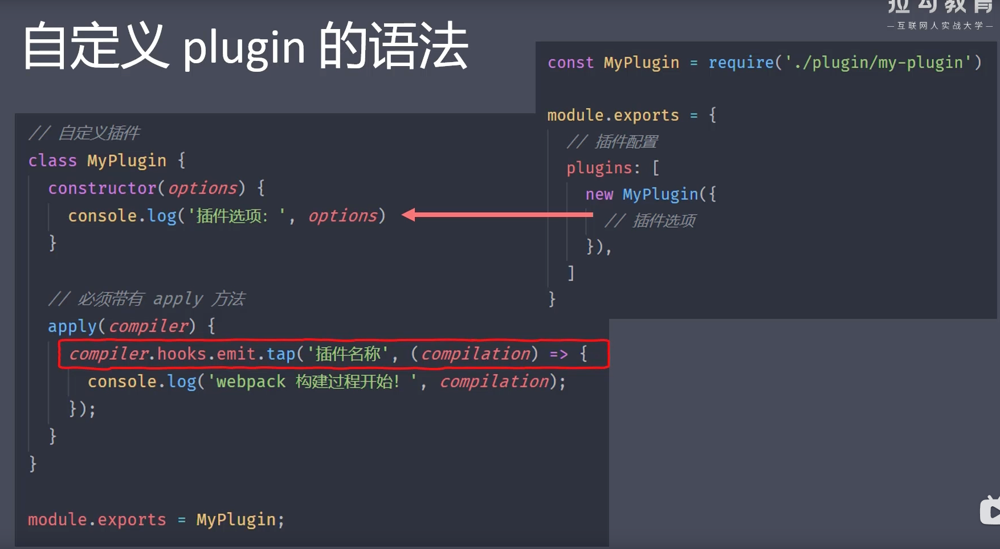 自定义 plugin 的语法
拉勾教育
—互联网人实战大学—
// 自定义插件
class MyPlugin {
  constructor(options) {
    console.log('插件选项：', options)
  }
  // 必须带有 apply 方法
  apply(compiler) {
    compiler.hooks.emit.tap('插件名称', (compilation) => {
      console.log('webpack 构建过程开始！', compilation);
    });
  }
}
module.exports = MyPlugin;
const MyPlugin = require('./plugin/my-plugin')
module.exports = {
  // 插件配置
  plugins: [
    new MyPlugin({
      // 插件选项
    }),
  ]
}